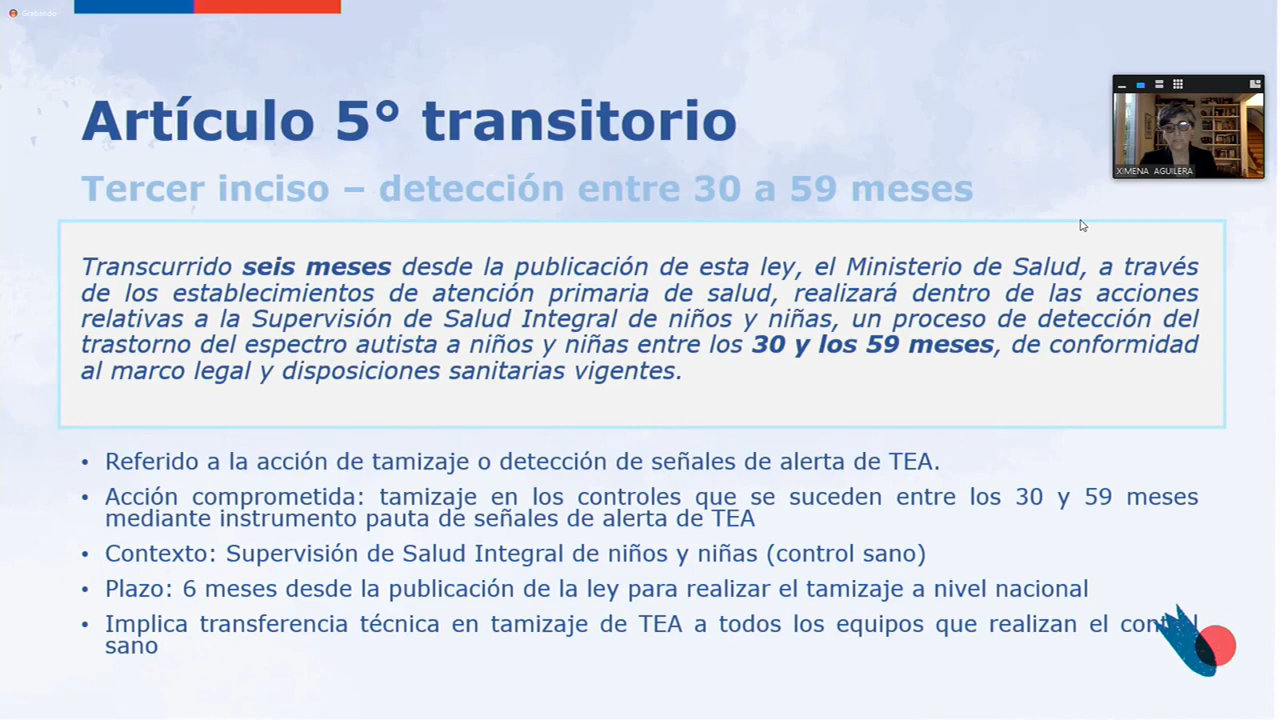 Grabando
Artículo 5° transitorio
Tercer inciso – detección entre 30 a 59 meses
XIMENA AGUILERA
Transcurrido seis meses desde la publicación de esta ley, el Ministerio de Salud, a través
de los establecimientos de atención primaria de salud, realizará dentro de las acciones
relativas a la Supervisión de Salud Integral de niños y niñas, un proceso de detección del
trastorno del espectro autista a niños y niñas entre los 30 y los 59 meses, de conformidad
al marco legal y disposiciones sanitarias vigentes.
• Referido a la acción de tamizaje o detección de señales de alerta de TEA.
• Acción comprometida: tamizaje en los controles que se suceden entre los 30 y 59 meses
mediante instrumento pauta de señales de alerta de TEA
• Contexto: Supervisión de Salud Integral de niños y niñas (control sano)
• Plazo: 6 meses desde la publicación de la ley para realizar el tamizaje a nivel nacional
• Implica transferencia técnica en tamizaje de TEA a todos los equipos que realizan el control
sano